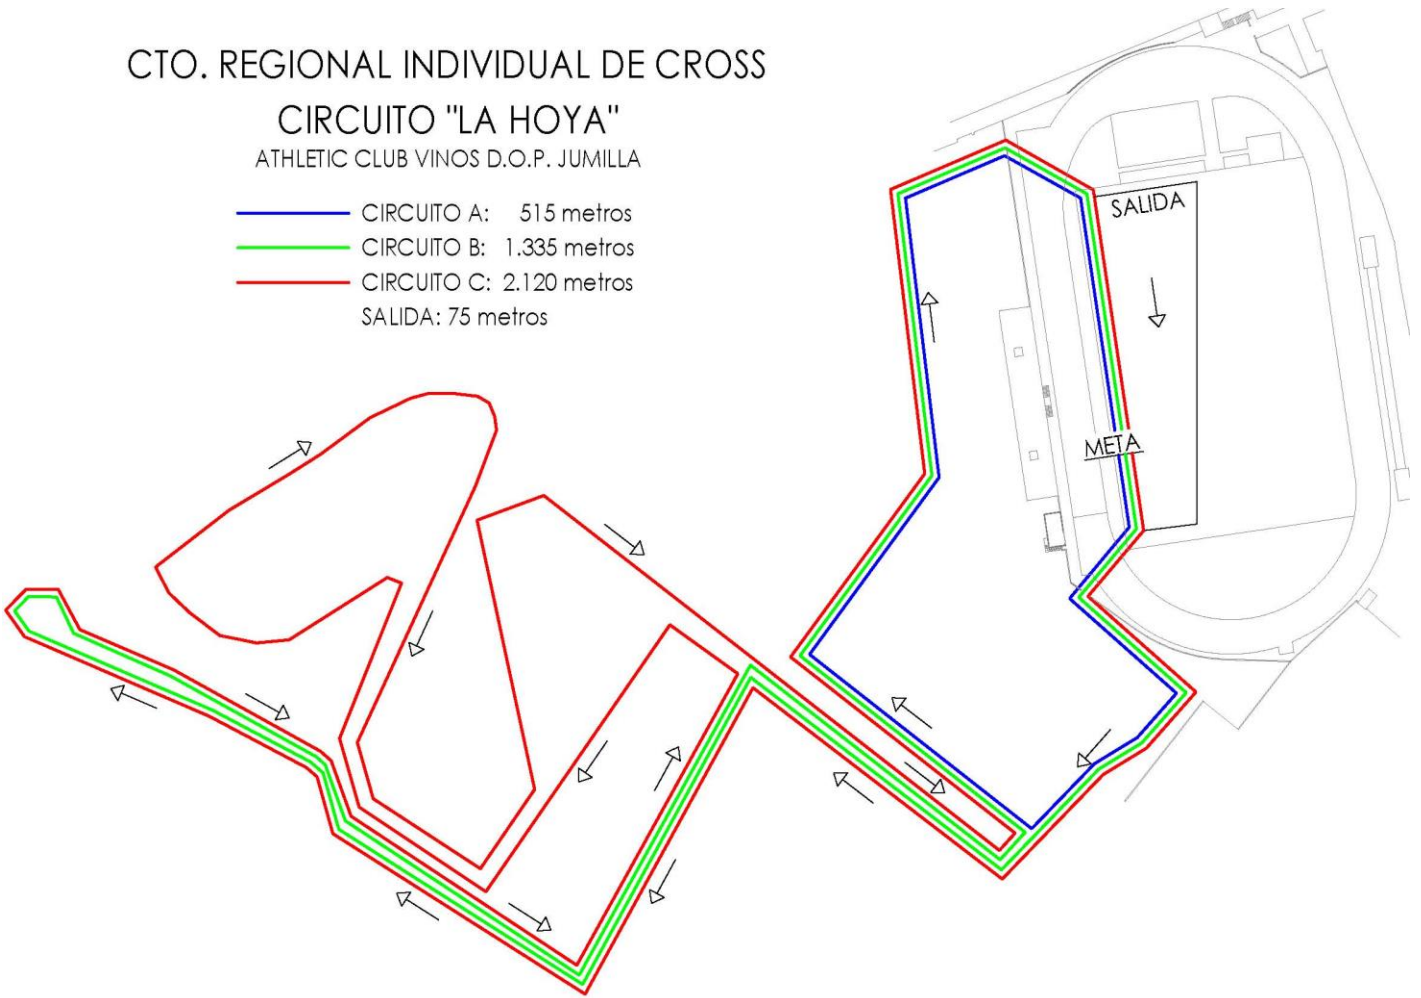 CTO. REGIONAL INDIVIDUAL DE CROSS
CIRCUITO "LA HOYA"
ATHLETIC CLUB VINOS D.O.P. JUMILLA
CIRCUITO A: 515 metros
CIRCUITO B: 1.335 metros
CIRCUITO C: 2.120 metros
SALIDA: 75 metros
SALIDA
META